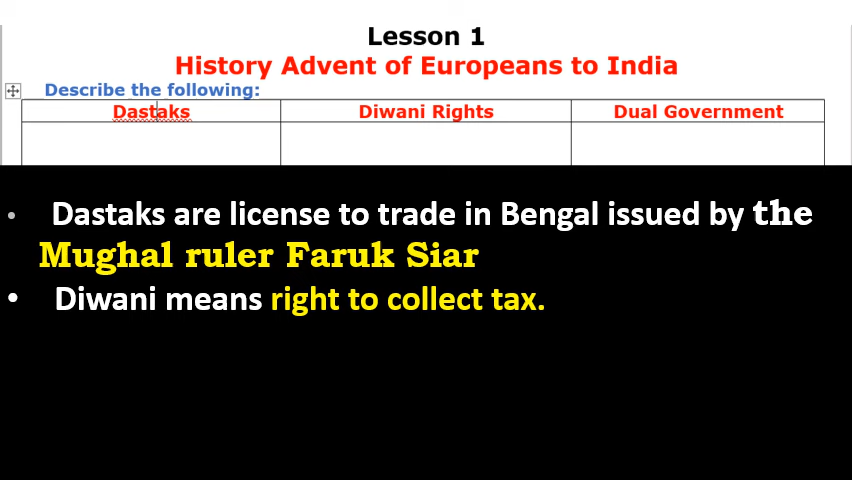 Lesson 1
History Advent of Europeans to India
Describe the following:
Dastaks Diwani Rights Dual Government
• Dastaks are license to trade in Bengal issued by the
Mughal ruler Faruk Siar
• Diwani means right to collect tax.